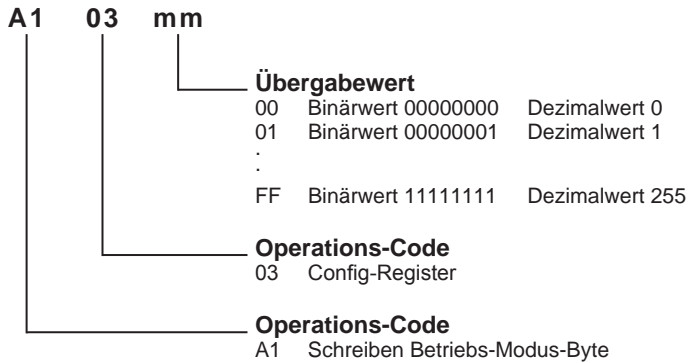 A1 03 mm
Übergabewert
00 Binärwert 00000000 Dezimalwert 0
01 Binärwert 00000001 Dezimalwert 1
.
.
FF Binärwert 11111111 Dezimalwert 255
Operations-Code
03 Config-Register
Operations-Code
A1 Schreiben Betriebs-Modus-Byte